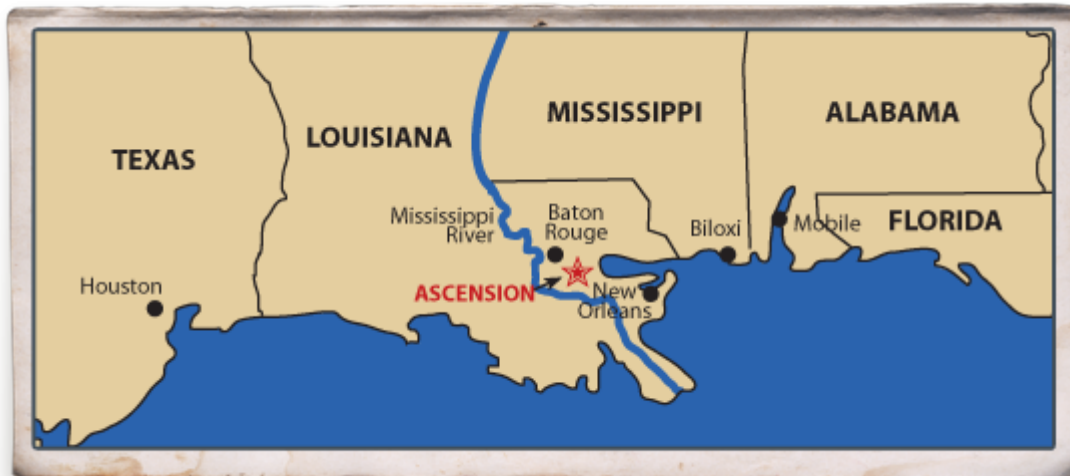 MISSISSIPPI
ALABAMA
LOUISIANA
TEXAS
Mississippi
River
Baton
Rouge
Biloxi
Mobile
FLORIDA
Houston
ASCENSION
New
Orleans